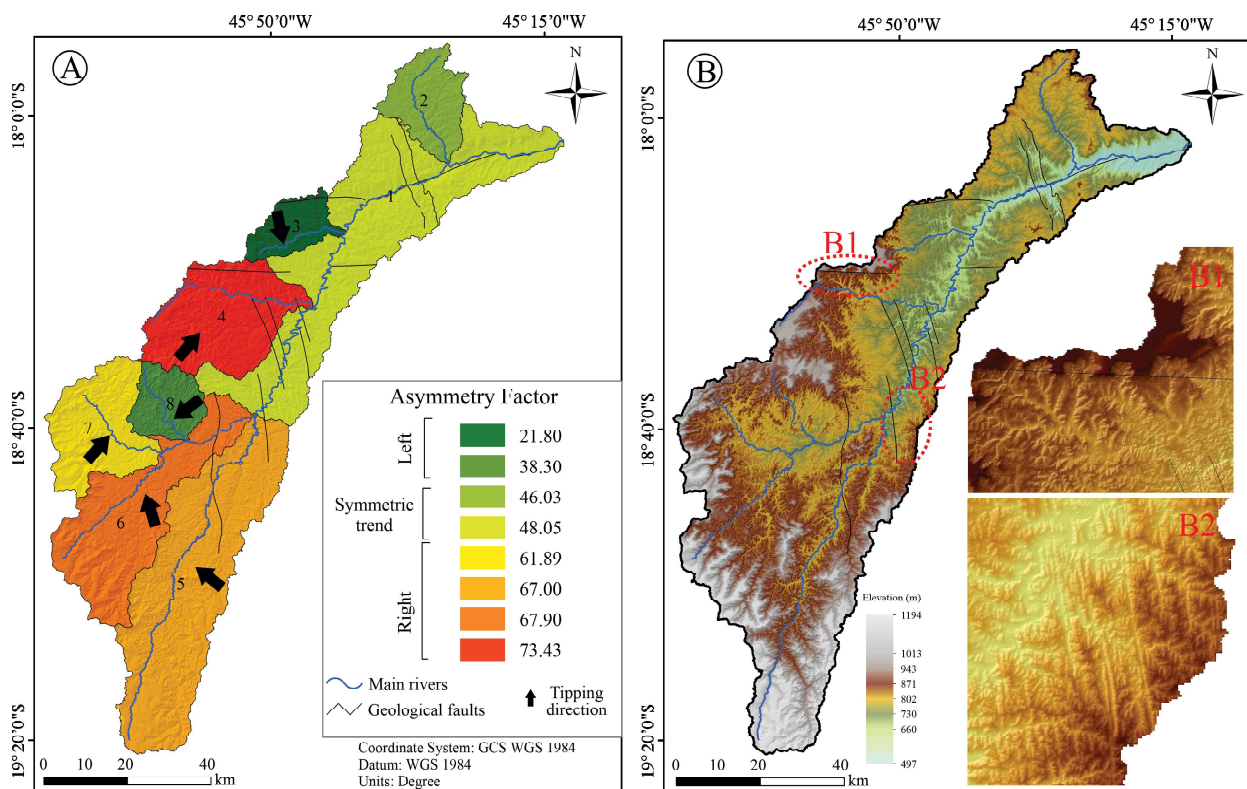 45° 50'0"W
45° 15'0"W
A
N
18° 0'0"S
18° 40'0"S
19° 20'0"S
2
1
3
4
8
7
6
5
Asymmetry Factor
Left
21.80
38.30
Symmetric
trend
46.03
48.05
Right
61.89
67.00
67.90
73.43
Main rivers
Geological faults
Tipping
direction
Coordinate System: GCS WGS 1984
Datum: WGS 1984
Units: Degree
0 10 20 40
km
45° 50'0"W
45° 15'0"W
B
N
18° 0'0"S
18° 40'0"S
19° 20'0"S
B1
B2
B1
B2
Elevation (m)
1194
1013
943
871
802
730
660
497
0 10 20 40
km